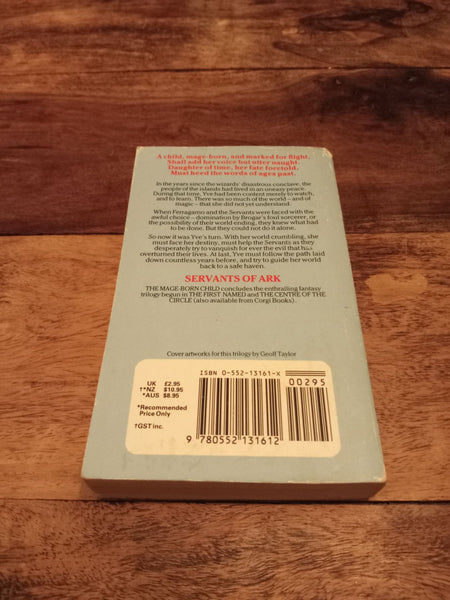 A child, mage-born, and marked for flight,
Shall add her voice but utter naught.
Daughter of time, her fate foretold,
Must heed the words of ages past.
In the years since the wizards' disastrous conclave, the
people of the islands had lived in an uneasy peace.
During that time, Yve had been content merely to watch,
and to learn. There was so much of the world – and of
magic – that she did not yet understand.
When Ferragamo and the Servants were faced with the
awful choice – domination by Brogar's foul sorcerer, or
the possibility of their world ending, they knew what had
to be done. But they could not do it alone.
So now it was Yve's turn. With her world crumbling, she
must face her destiny, must help the Servants as they
desperately try to vanquish for ever the evil that has
overturned their lives. At last, Yve must follow the path laid
down countless years before, and try to guide her world
back to a safe haven.
SERVANTS OF ARK
THE MAGE-BORN CHILD concludes the enthralling fantasy
trilogy begun in THE FIRST NAMED and THE CENTRE OF THE
CIRCLE (also available from Corgi Books).
Cover artworks for this trilogy by Geoff Taylor
UK £2.95
†*NZ $10.95
*AUS $8.95
*Recommended
Price Only
†GST inc.
ISBN 0-552-13161-X
00295
9 780552 131612